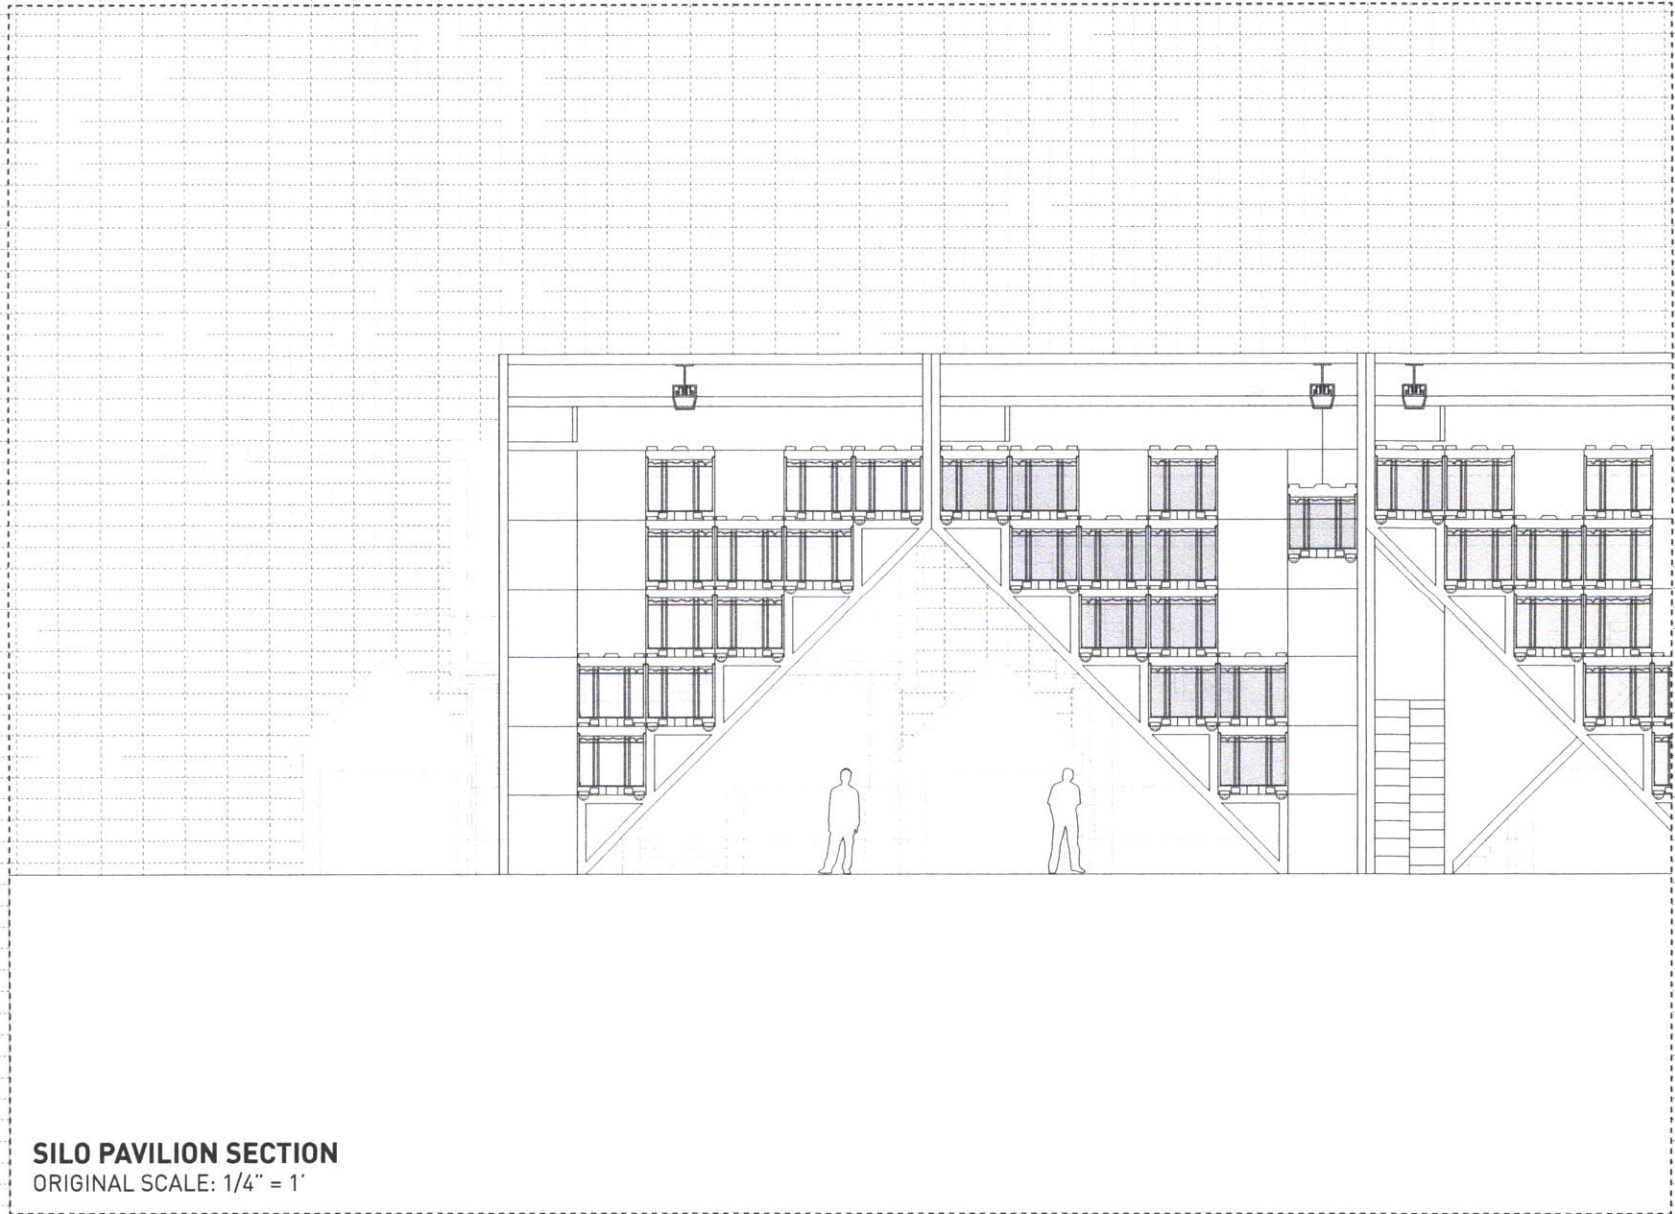 SILO PAVILION SECTION
ORIGINAL SCALE: 1/4" = 1'